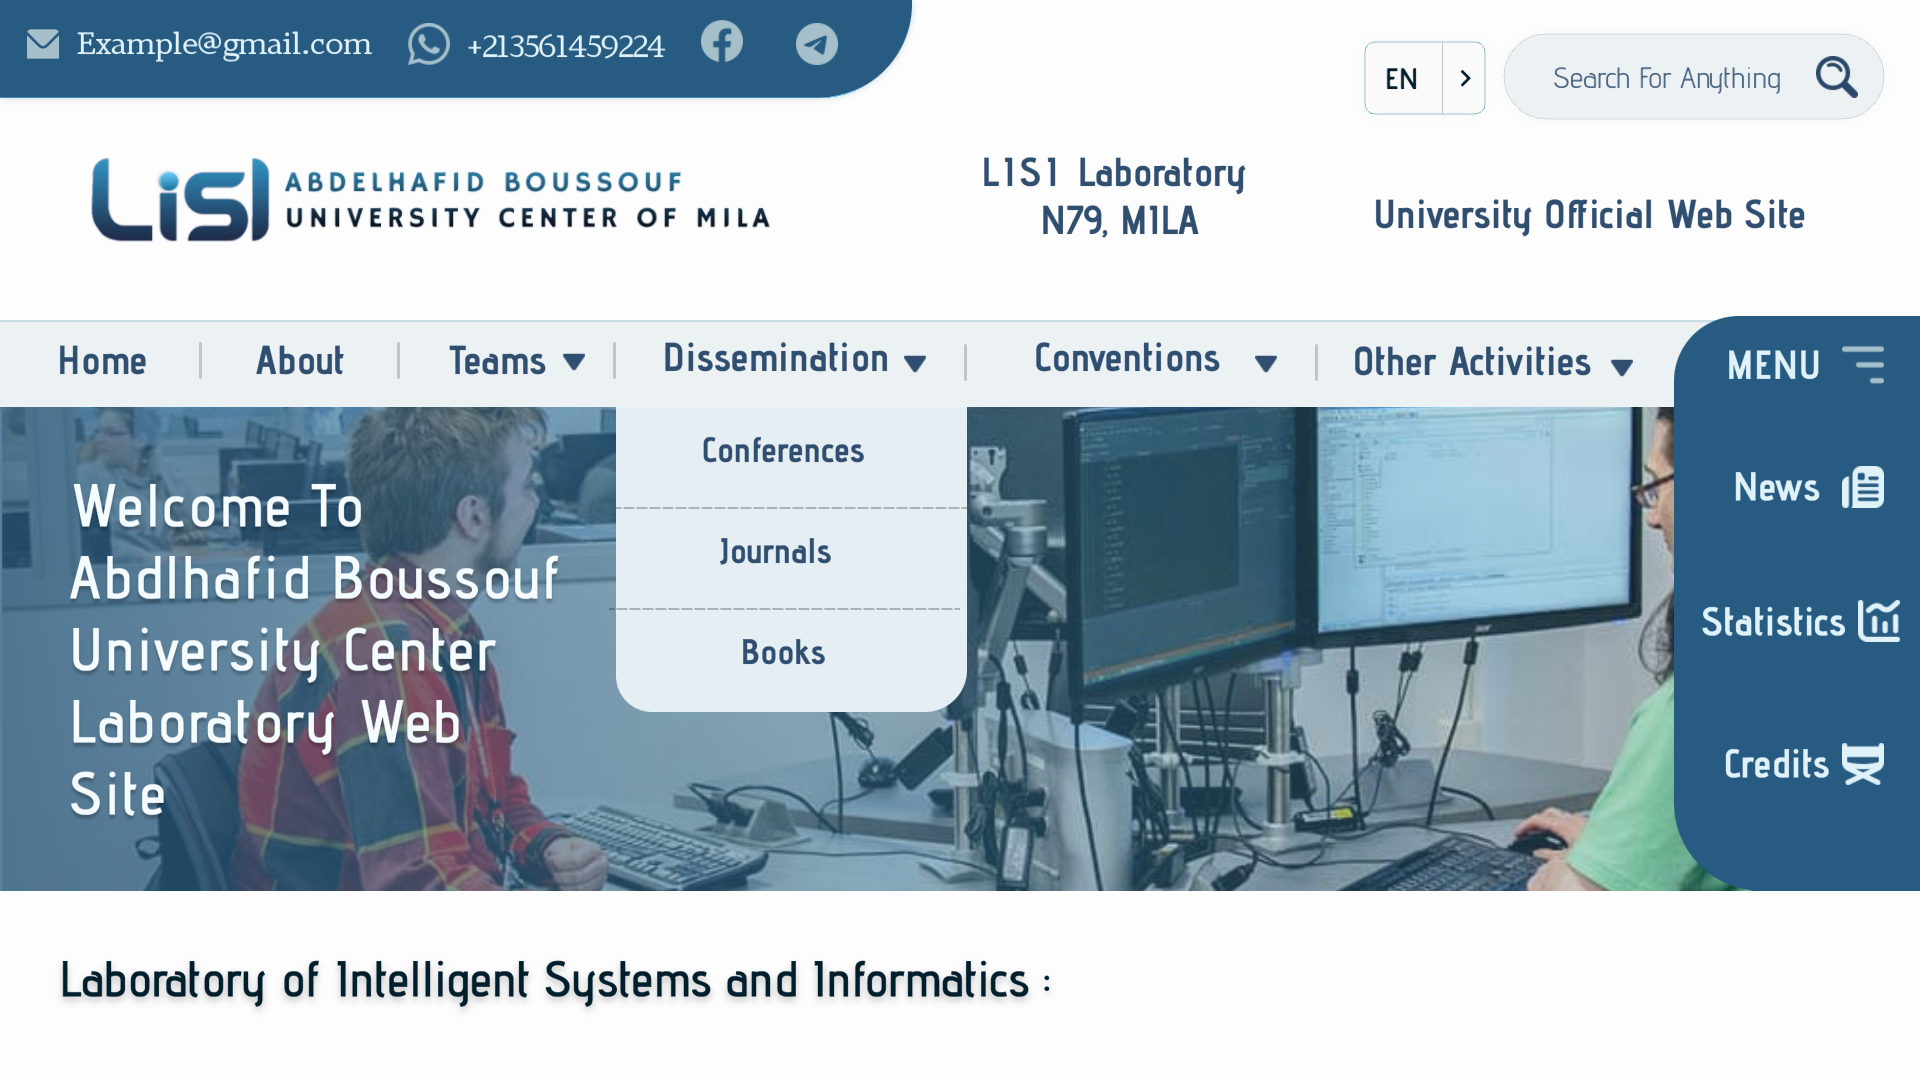 Example@gmail.com +213561459224
EN
Search For Anything
LiSI
ABDELHAFID BOUSSOUF
UNIVERSITY CENTER OF MILA
LISI Laboratory
N79, MILA
University Official Web Site
Home About Teams Dissemination Conventions Other Activities MENU
Conferences
Journals
Books
Welcome To
Abdlhafid Boussouf
University Center
Laboratory Web
Site
News
Statistics
Credits
Laboratory of Intelligent Systems and Informatics :